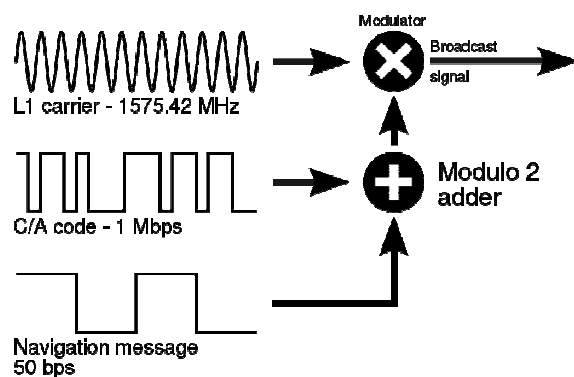 Modulator
Broadcast
signal
L1 carrier - 1575.42 MHz
Modulo 2
adder
C/A code - 1 Mbps
Navigation message
50 bps